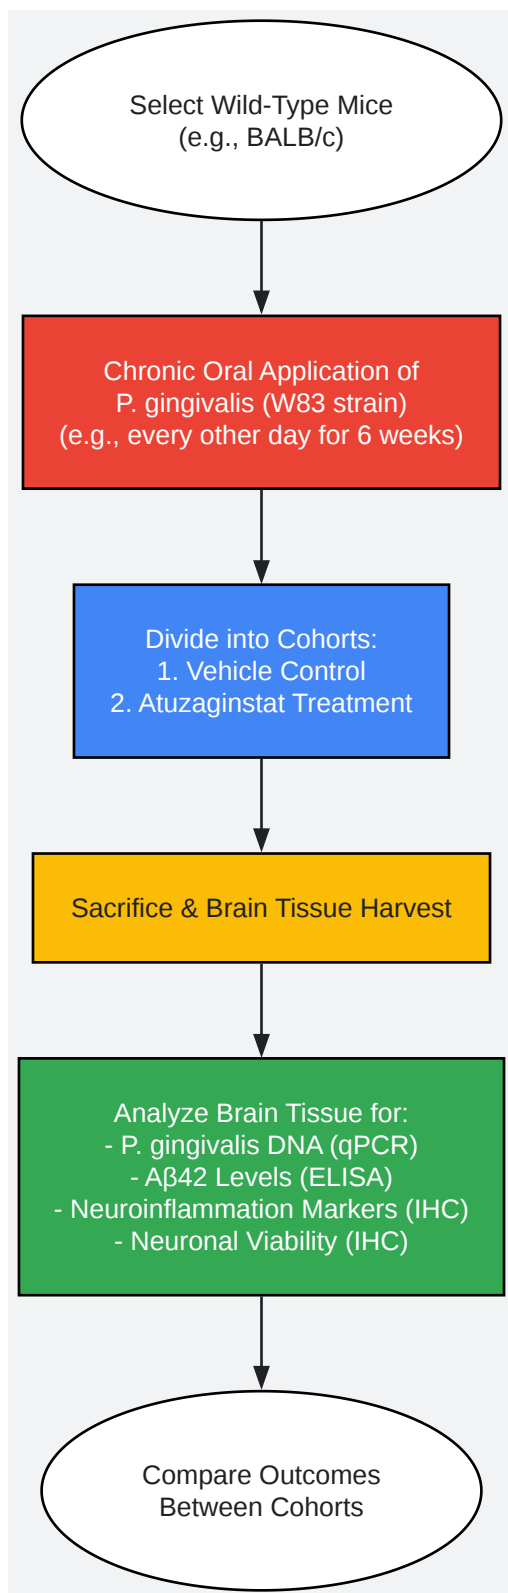 Select Wild-Type Mice
(e.g., BALB/c)
Chronic Oral Application of
P. gingivalis (W83 strain)
(e.g., every other day for 6 weeks)
Divide into Cohorts:
1. Vehicle Control
2. Atuzaginstat Treatment
Sacrifice & Brain Tissue Harvest
Analyze Brain Tissue for:
- P. gingivalis DNA (qPCR)
- Aβ42 Levels (ELISA)
- Neuroinflammation Markers (IHC)
- Neuronal Viability (IHC)
Compare Outcomes
Between Cohorts